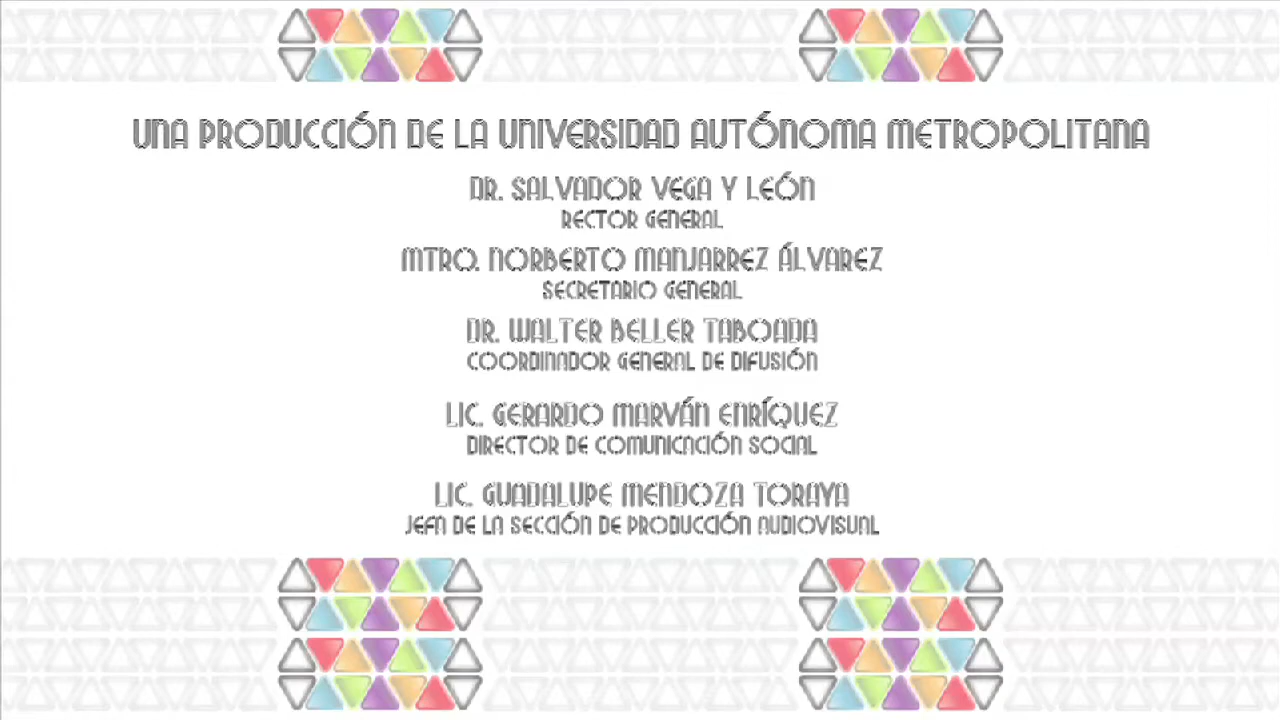 UNA PRODUCCIÓN DE LA UNIVERSIDAD AUTÓNOMA METROPOLITANA
DR. SALVADOR VEGA Y LEÓN
RECTOR GENERAL
MTRO. NORBERTO MANJARREZ ÁLVAREZ
SECRETARIO GENERAL
DR. WALTER BELLER TABOADA
COORDINADOR GENERAL DE DIFUSIÓN
LIC. GERARDO MARVÁN ENRÍQUEZ
DIRECTOR DE COMUNICACIÓN SOCIAL
LIC. GUADALUPE MENDOZA TORAYA
JEFA DE LA SECCIÓN DE PRODUCCIÓN AUDIOVISUAL